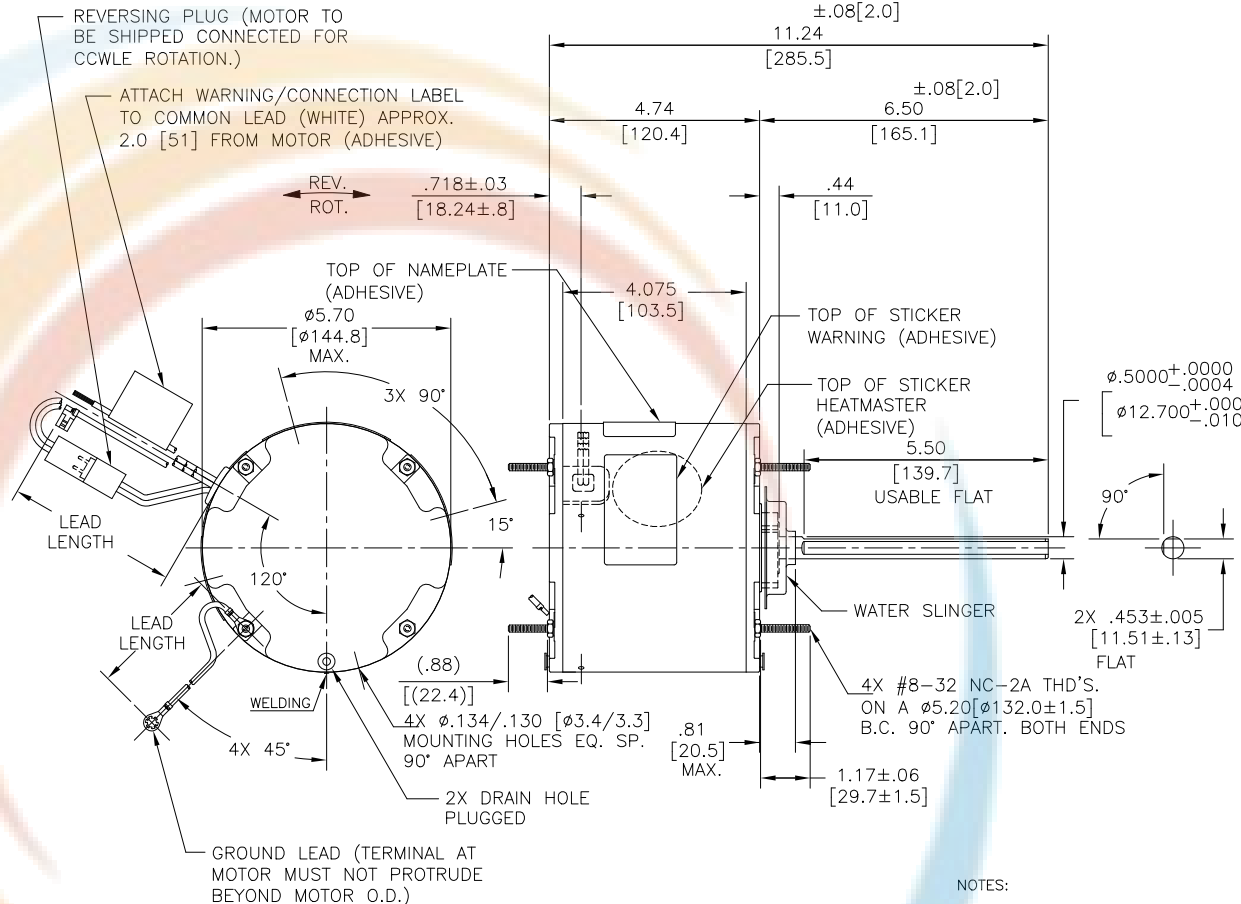 REVERSING PLUG (MOTOR TO
BE SHIPPED CONNECTED FOR
CCWLE ROTATION.)
ATTACH WARNING/CONNECTION LABEL
TO COMMON LEAD (WHITE) APPROX.
2.0 [51] FROM MOTOR (ADHESIVE)
±.08[2.0]
11.24
[285.5]
±.08[2.0]
4.74
[120.4]
6.50
[165.1]
REV.
ROT.
.718±.03
[18.24±.8]
.44
[11.0]
TOP OF NAMEPLATE
(ADHESIVE)
4.075
[103.5]
TOP OF STICKER
WARNING (ADHESIVE)
ø5.70
[ø144.8]
MAX.
3X 90°
TOP OF STICKER
HEATMASTER
(ADHESIVE)
ø.5000+.0000
-.0004
[ø12.700+.000
-.010
5.50
[139.7]
USABLE FLAT
90°
15°
LEAD
LENGTH
120°
LEAD
LENGTH
WATER SLINGER
2X .453±.005
[11.51±.13]
FLAT
(.88)
[(22.4)]
WELDING
4X ø.134/.130 [ø3.4/3.3]
MOUNTING HOLES EQ. SP.
90° APART
4X #8-32 NC-2A THD'S.
ON A ø5.20[ø132.0±1.5]
B.C. 90° APART. BOTH ENDS
.81
[20.5]
MAX.
1.17±.06
[29.7±1.5]
4X 45°
2X DRAIN HOLE
PLUGGED
GROUND LEAD (TERMINAL AT
MOTOR MUST NOT PROTRUDE
BEYOND MOTOR O.D.)
NOTES: